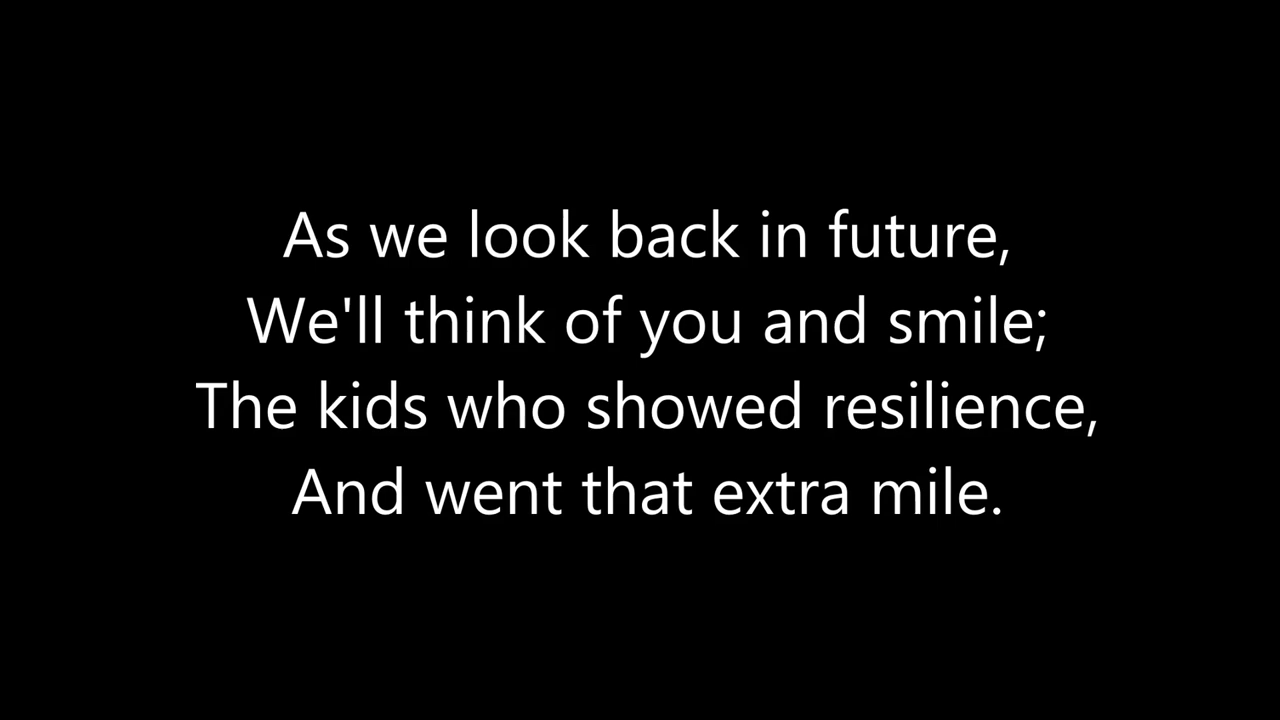 As we look back in future,
We'll think of you and smile;
The kids who showed resilience,
And went that extra mile.